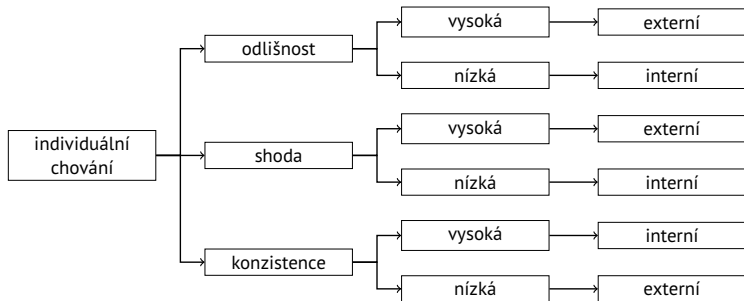 vysoká
externí
odlišnost
nízká
interní
vysoká
externí
individuální
chování
shoda
nízká
interní
vysoká
interní
konzistence
nízká
externí